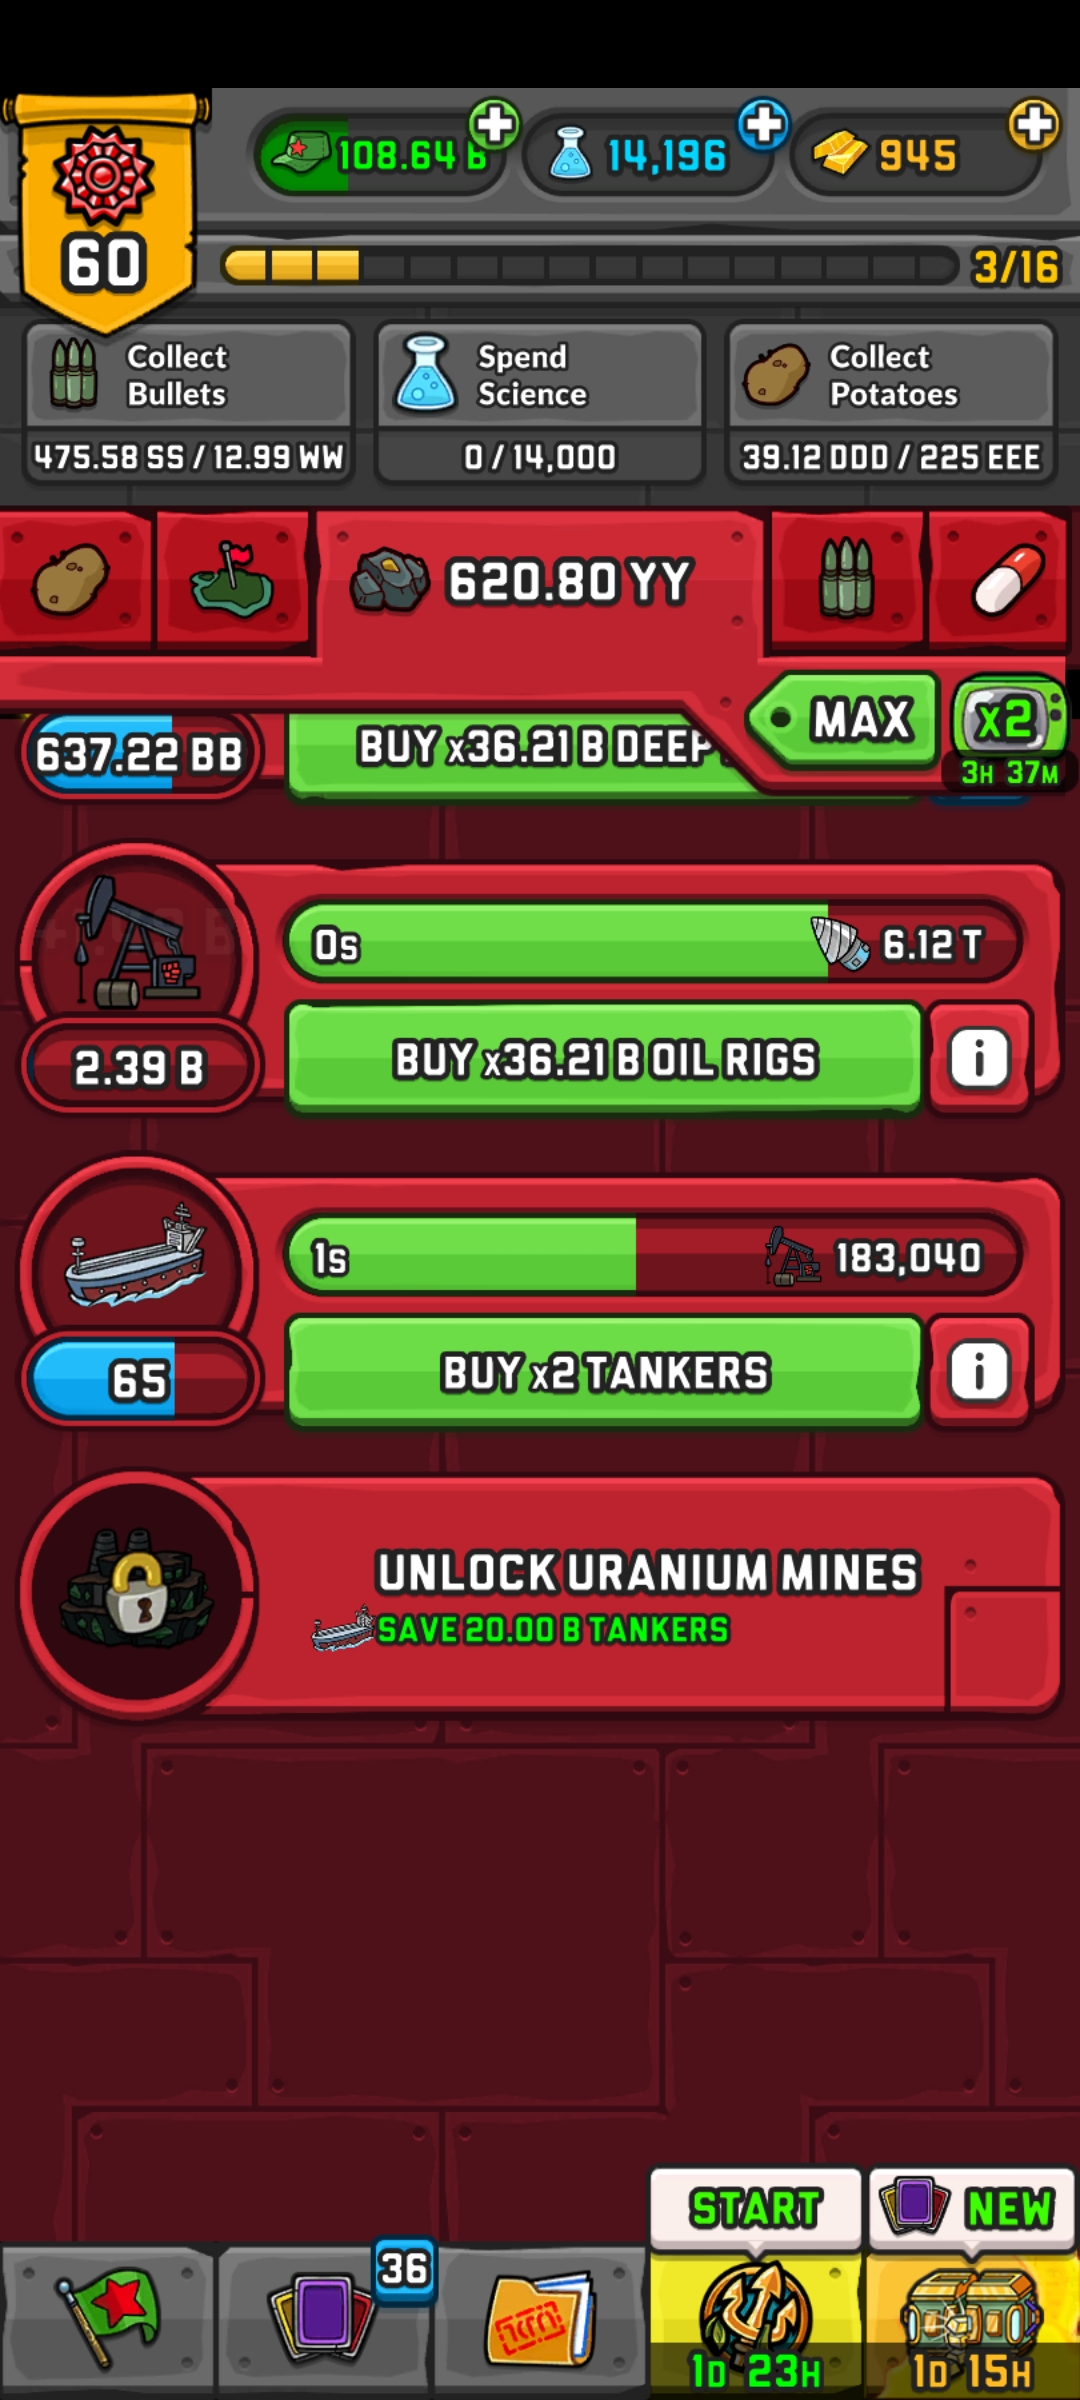 60
108.64 B
14,196
945
3/16
Collect
Bullets
475.58 SS / 12.99 WW
Spend
Science
0 / 14,000
Collect
Potatoes
39.12 DDD / 225 EEE
620.80 YY
MAX
x2
3H 37M
637.22 BB
BUY x36.21 B DEEP
0s
6.12 T
2.39 B
BUY x36.21 B OIL RIGS
i
1s
183,040
65
BUY x2 TANKERS
i
UNLOCK URANIUM MINES
SAVE 20.00 B TANKERS
START
NEW
36
1D 23H
1D 15H